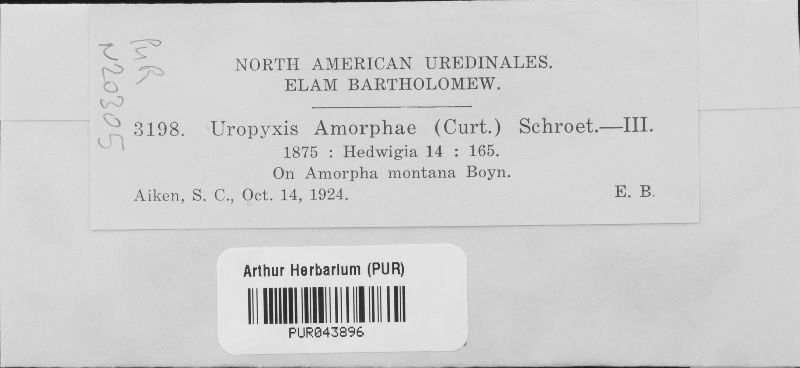 PUR
N20305
NORTH AMERICAN UREDINALES.
ELAM BARTHOLOMEW.
3198. Uropyxis Amorphae (Curt.) Schroet.—III.
1875 : Hedwigia 14 : 165.
On Amorpha montana Boyn.
Aiken, S. C., Oct. 14, 1924. E. B.
Arthur Herbarium (PUR)
PUR043896